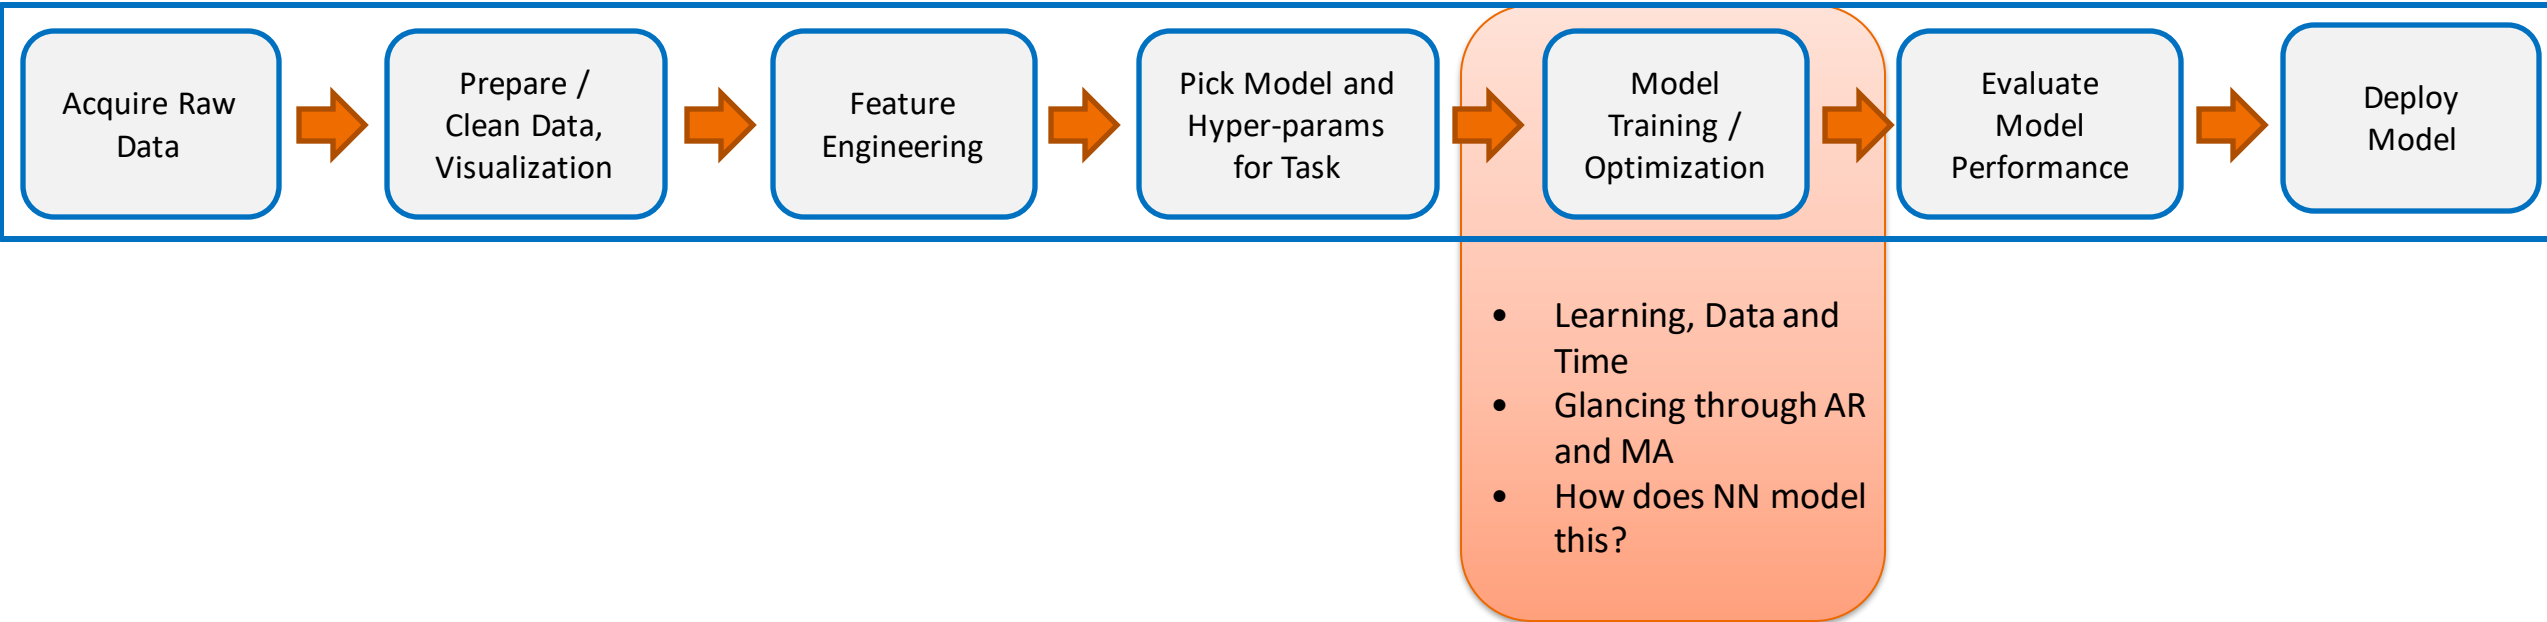 Acquire Raw
Data
Prepare /
Clean Data,
Visualization
Feature
Engineering
Pick Model and
Hyper-params
for Task
Model
Training /
Optimization
Evaluate
Model
Performance
Deploy
Model
• Learning, Data and
Time
• Glancing through AR
and MA
• How does NN model
this?